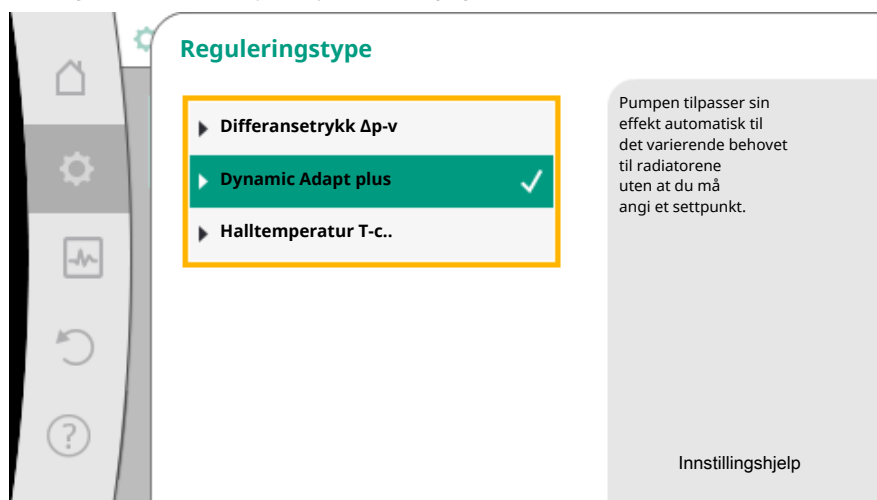 Reguleringstype
Differansetrykk Δp-v
Dynamic Adapt plus
Halltemperatur T-c..
Pumpen tilpasser sin
effekt automatisk til
det varierende behovet
til radiatorene
uten at du må
angi et settpunkt.
Innstillingshjelp
?